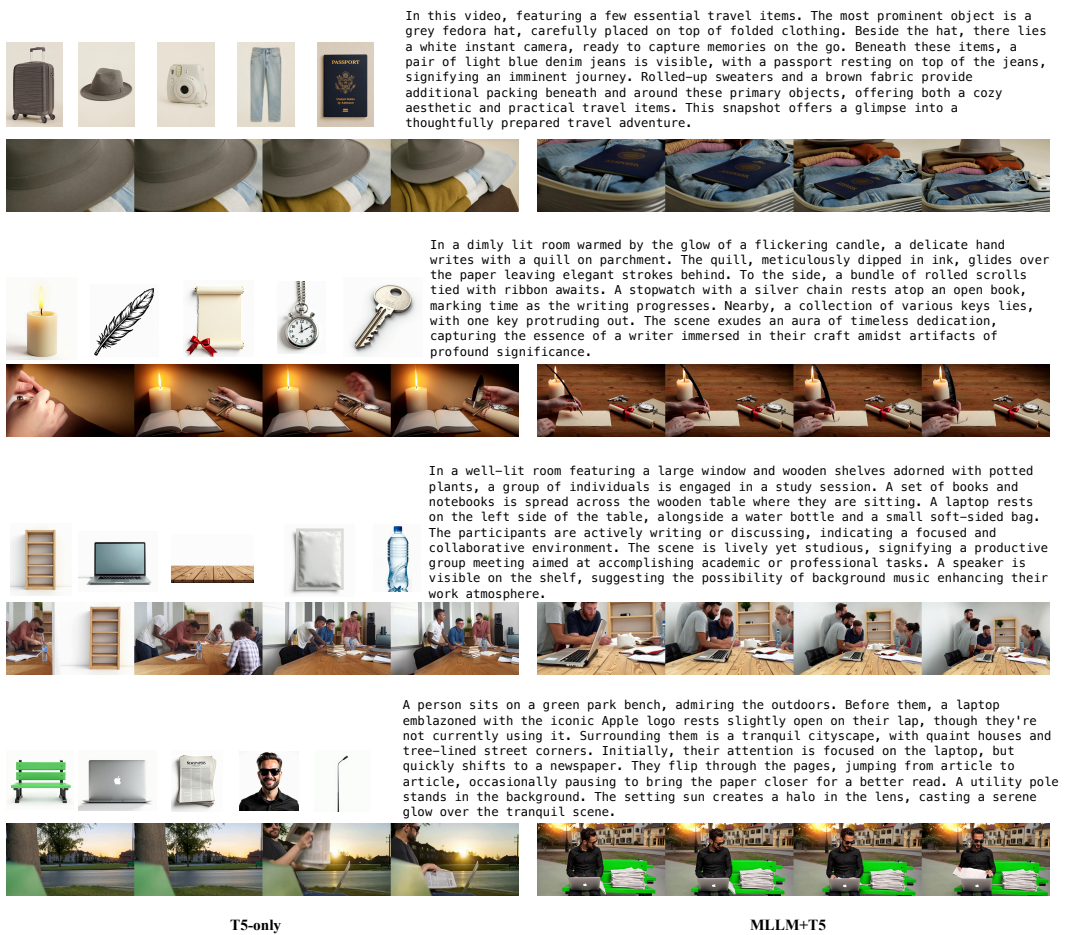 In this video, featuring a few essential travel items. The most prominent object is a
grey fedora hat, carefully placed on top of folded clothing. Beside the hat, there lies
a white instant camera, ready to capture memories on the go. Beneath these items, a
pair of light blue denim jeans is visible, with a passport resting on top of the jeans,
signifying an imminent journey. Rolled-up sweaters and a brown fabric provide
additional packing beneath and around these primary objects, offering both a cozy
aesthetic and practical travel items. This snapshot offers a glimpse into a
thoughtfully prepared travel adventure.
PASSPORT
In a dimly lit room warmed by the glow of a flickering candle, a delicate hand
writes with a quill on parchment. The quill, meticulously dipped in ink, glides over
the paper leaving elegant strokes behind. To the side, a bundle of rolled scrolls
tied with ribbon awaits. A stopwatch with a silver chain rests atop an open book,
marking time as the writing progresses. Nearby, a collection of various keys lies,
with one key protruding out. The scene exudes an aura of timeless dedication,
capturing the essence of a writer immersed in their craft amidst artifacts of
profound significance.
In a well-lit room featuring a large window and wooden shelves adorned with potted
plants, a group of individuals is engaged in a study session. A set of books and
notebooks is spread across the wooden table where they are sitting. A laptop rests
on the left side of the table, alongside a water bottle and a small soft-sided bag.
The participants are actively writing or discussing, indicating a focused and
collaborative environment. The scene is lively yet studious, signifying a productive
group meeting aimed at accomplishing academic or professional tasks. A speaker is
visible on the shelf, suggesting the possibility of background music enhancing their
work atmosphere.
A person sits on a green park bench, admiring the outdoors. Before them, a laptop
emblazoned with the iconic Apple logo rests slightly open on their lap, though they're
not currently using it. Surrounding them is a tranquil cityscape, with quaint houses and
tree-lined street corners. Initially, their attention is focused on the laptop, but
quickly shifts to a newspaper. They flip through the pages, jumping from article to
article, occasionally pausing to bring the paper closer for a better read. A utility pole
stands in the background. The setting sun creates a halo in the lens, casting a serene
glow over the tranquil scene.
T5-only
MLLM+T5